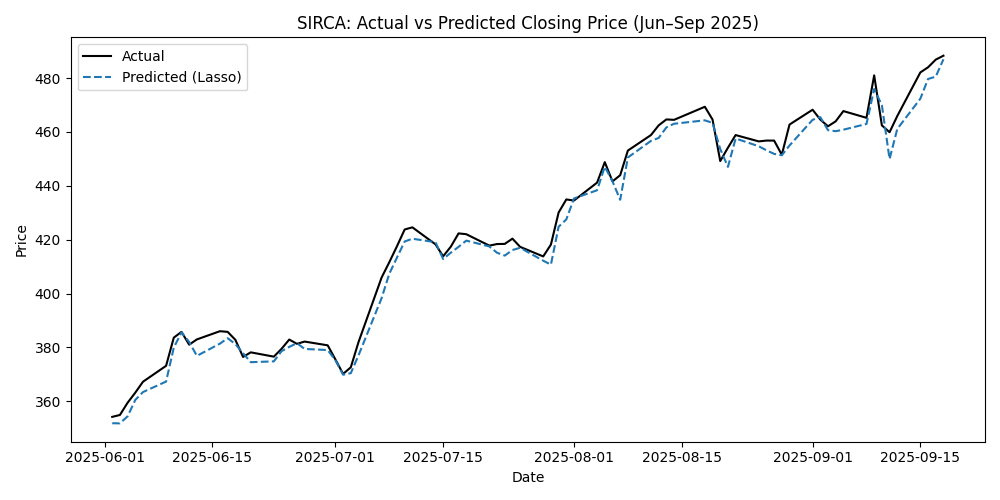 SIRCA: Actual vs Predicted Closing Price (Jun–Sep 2025)
Actual
Predicted (Lasso)
Price
480
460
440
420
400
380
360
2025-06-01 2025-06-15 2025-07-01 2025-07-15 2025-08-01 2025-08-15 2025-09-01 2025-09-15
Date